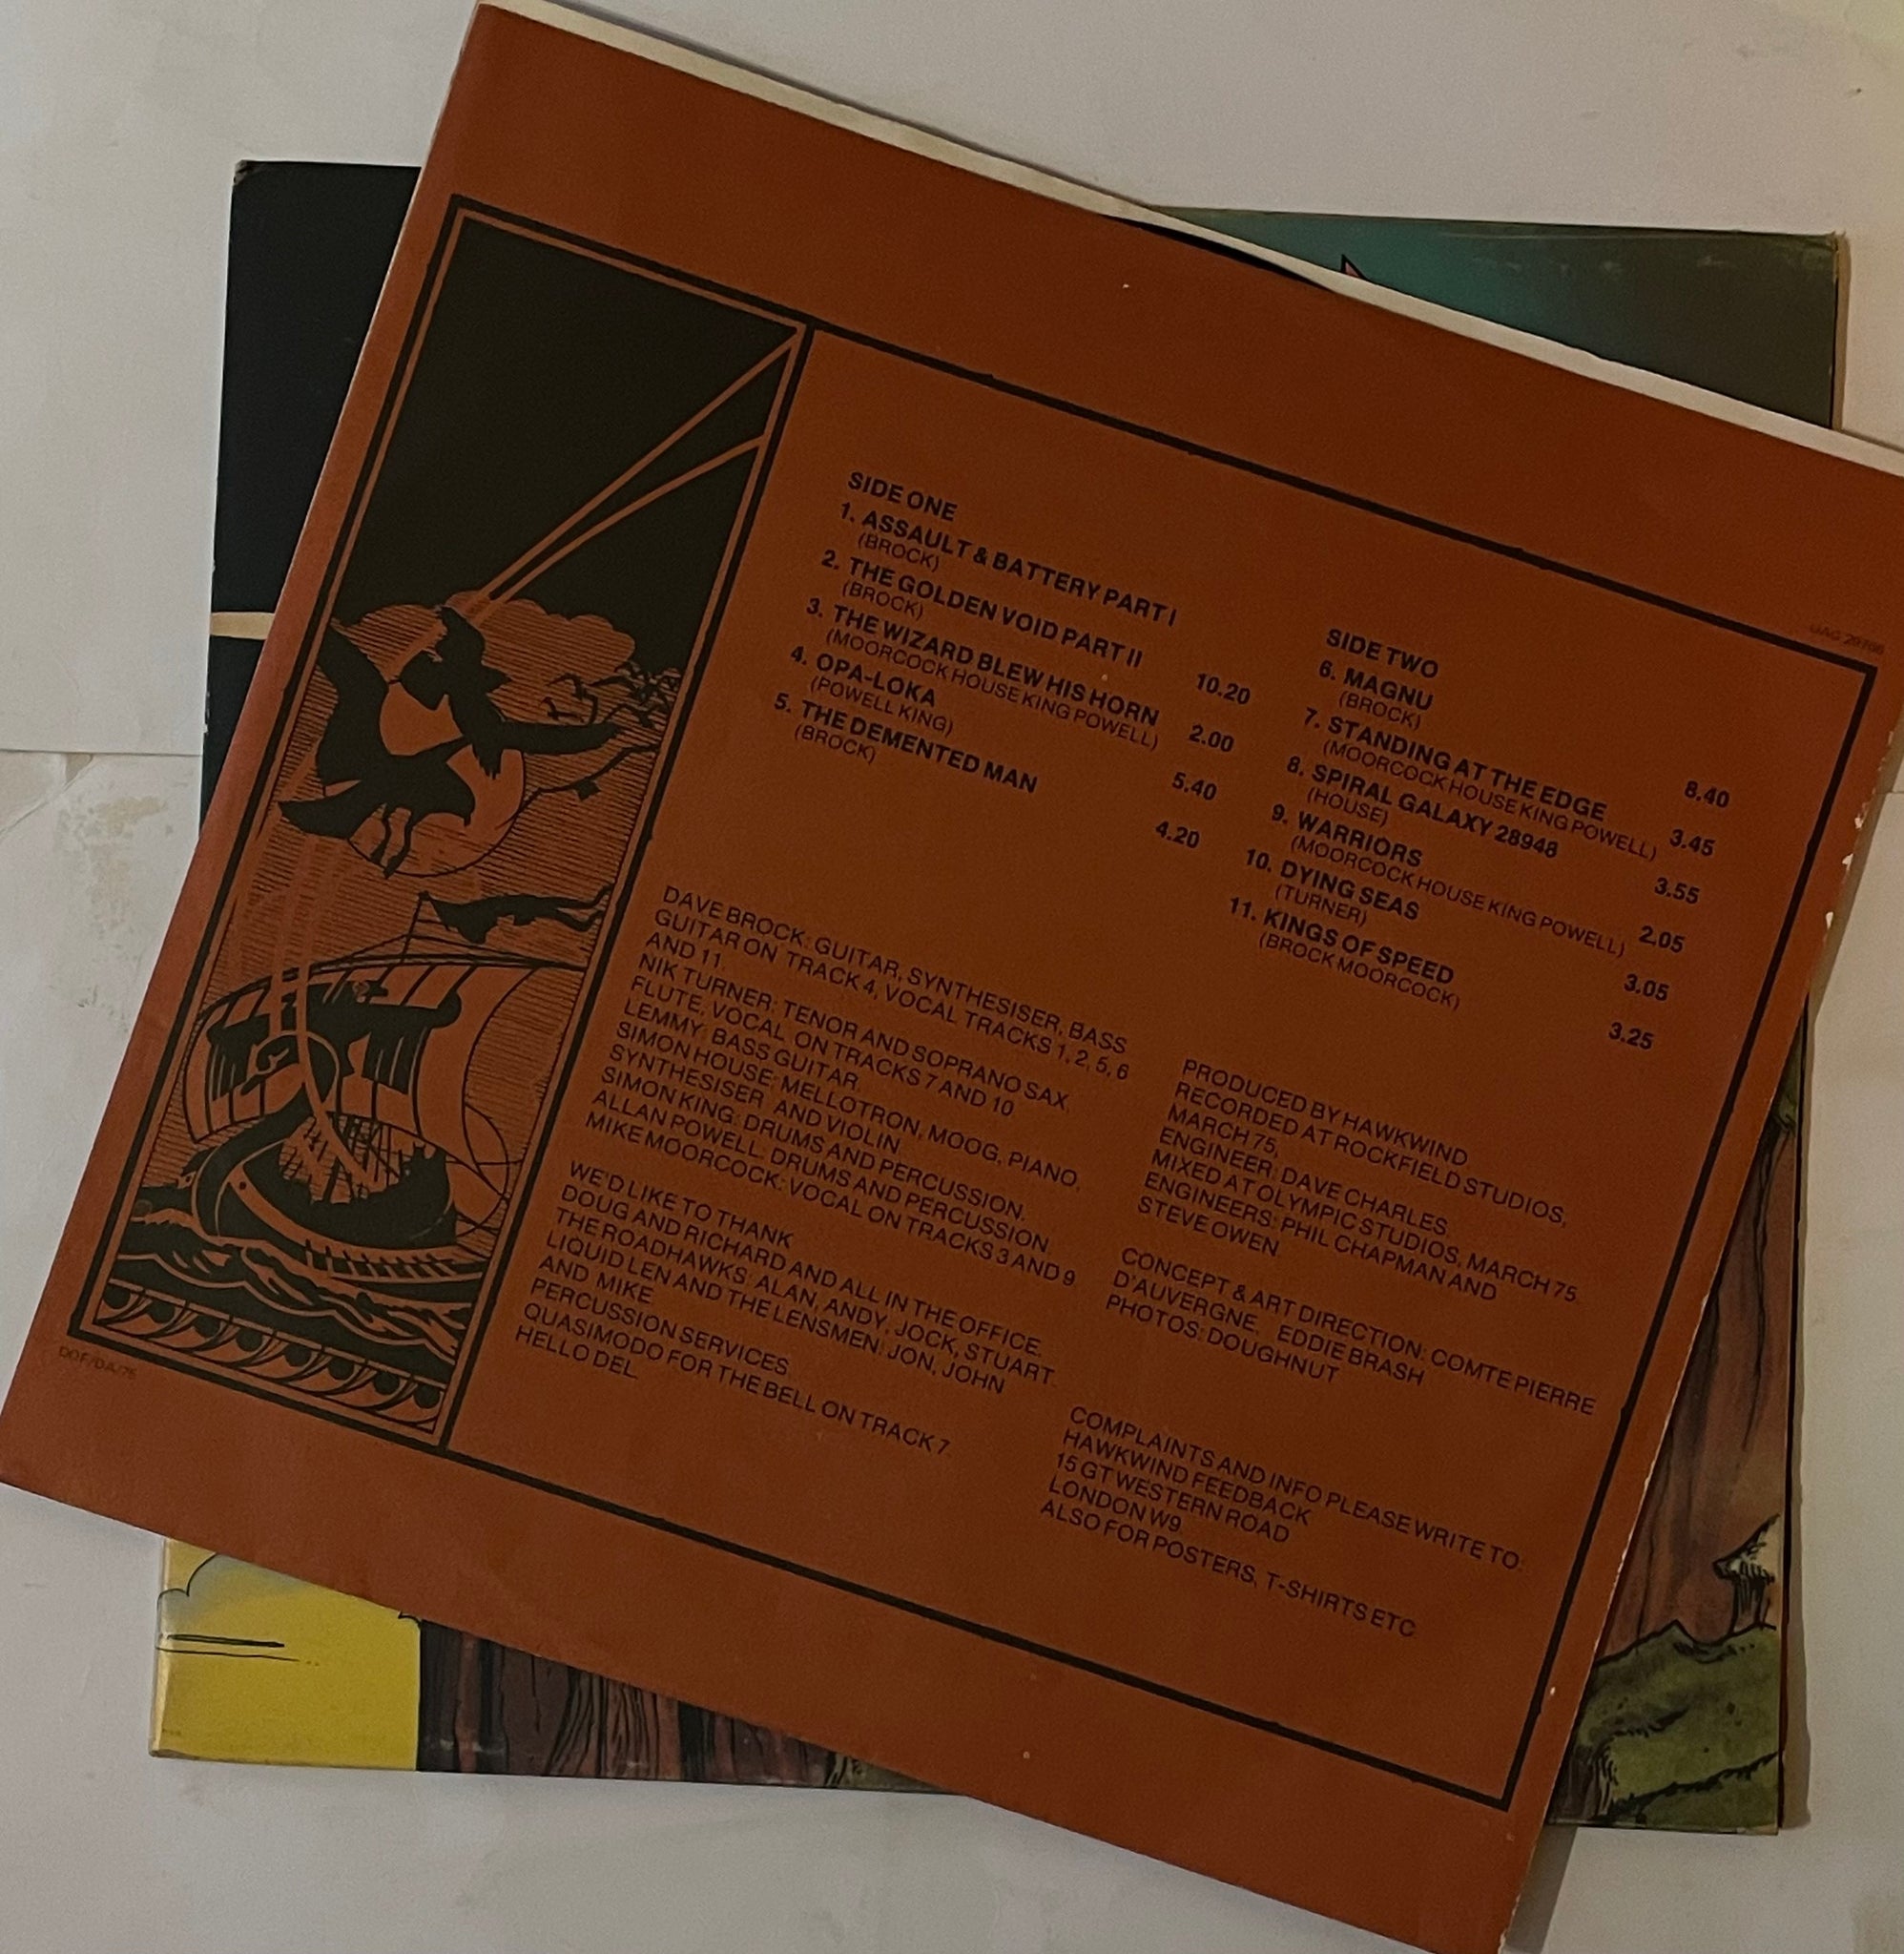 SIDE ONE
1. ASSAULT & BATTERY PART I
(BROCK)
2. THE GOLDEN VOID PART II
(BROCK)
10.20
3. THE WIZARD BLEW HIS HORN
(MOORCOCK HOUSE KING POWELL)
2.00
4. OPA-LOKA
(POWELL KING)
5.40
5. THE DEMENTED MAN
(BROCK)
4.20
SIDE TWO
6. MAGNU
(BROCK)
8.40
7. STANDING AT THE EDGE
(MOORCOCK HOUSE KING POWELL)
3.45
8. SPIRAL GALAXY 28948
(HOUSE)
3.55
9. WARRIORS
(MOORCOCK HOUSE KING POWELL)
2.05
10. DYING SEAS
(TURNER)
3.05
11. KINGS OF SPEED
(BROCK MOORCOCK)
3.25
DAVE BROCK: GUITAR, SYNTHESISER, BASS
GUITAR ON TRACK 4, VOCAL TRACKS 1, 2, 5, 6
AND 11.
NIK TURNER: TENOR AND SOPRANO SAX,
FLUTE, VOCAL ON TRACKS 7 AND 10
LEMMY: BASS GUITAR.
SIMON HOUSE: MELLOTRON, MOOG, PIANO,
SYNTHESISER AND VIOLIN
SIMON KING: DRUMS AND PERCUSSION.
ALLAN POWELL: DRUMS AND PERCUSSION.
MIKE MOORCOCK: VOCAL ON TRACKS 3 AND 9.
WE'D LIKE TO THANK
DOUG AND RICHARD AND ALL IN THE OFFICE.
THE ROADHAWKS: ALAN, ANDY, JOCK, STUART.
LIQUID LEN AND THE LENSMEN: JON, JOHN
AND MIKE.
PERCUSSION SERVICES.
QUASIMODO FOR THE BELL ON TRACK 7.
HELLO DEL.
PRODUCED BY HAWKWIND
RECORDED AT ROCKFIELD STUDIOS,
MARCH 75,
ENGINEER: DAVE CHARLES.
MIXED AT OLYMPIC STUDIOS, MARCH 75.
ENGINEERS: PHIL CHAPMAN AND
STEVE OWEN
CONCEPT & ART DIRECTION: COMTE PIERRE
D'AUVERGNE, EDDIE BRASH
PHOTOS: DOUGHNUT
COMPLAINTS AND INFO PLEASE WRITE TO:
HAWKWIND FEEDBACK
15 GT WESTERN ROAD
LONDON W9
ALSO FOR POSTERS, T-SHIRTS ETC.